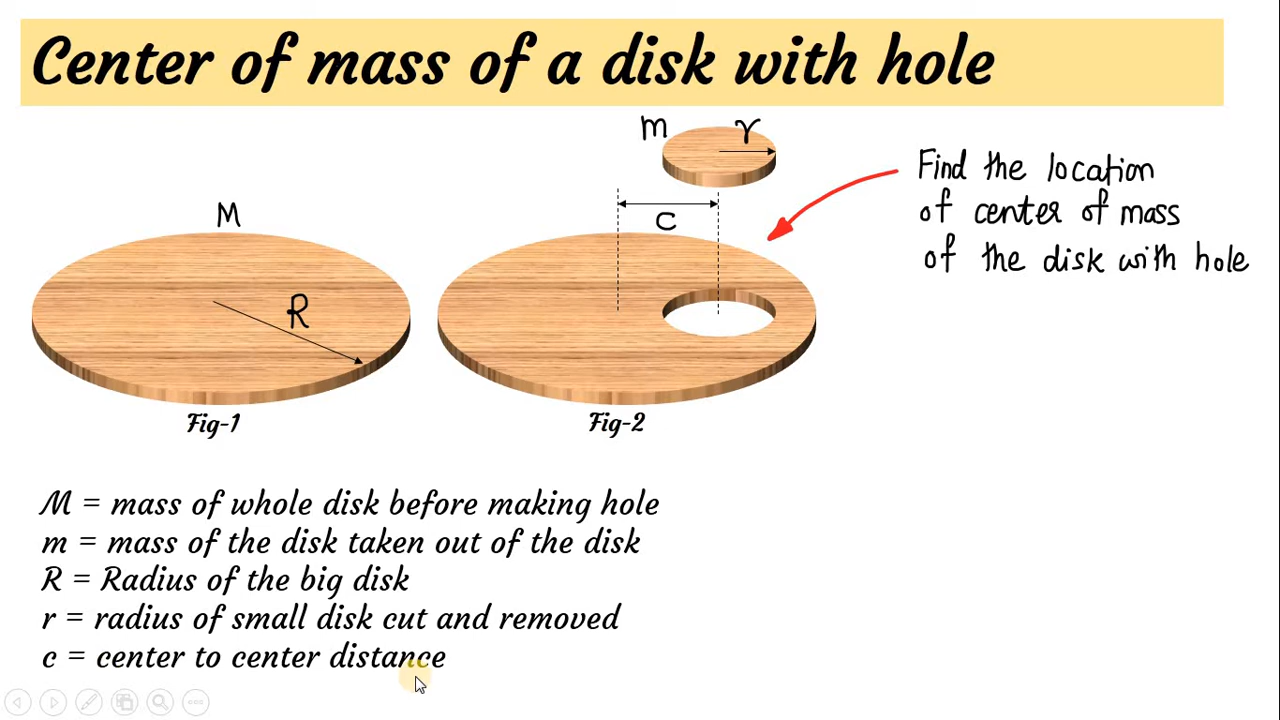 Center of mass of a disk with hole
m
r
M
c
R
Find the location
of center of mass
of the disk with hole
Fig-1
Fig-2
M = mass of whole disk before making hole
m = mass of the disk taken out of the disk
R = Radius of the big disk
r = radius of small disk cut and removed
c = center to center distance